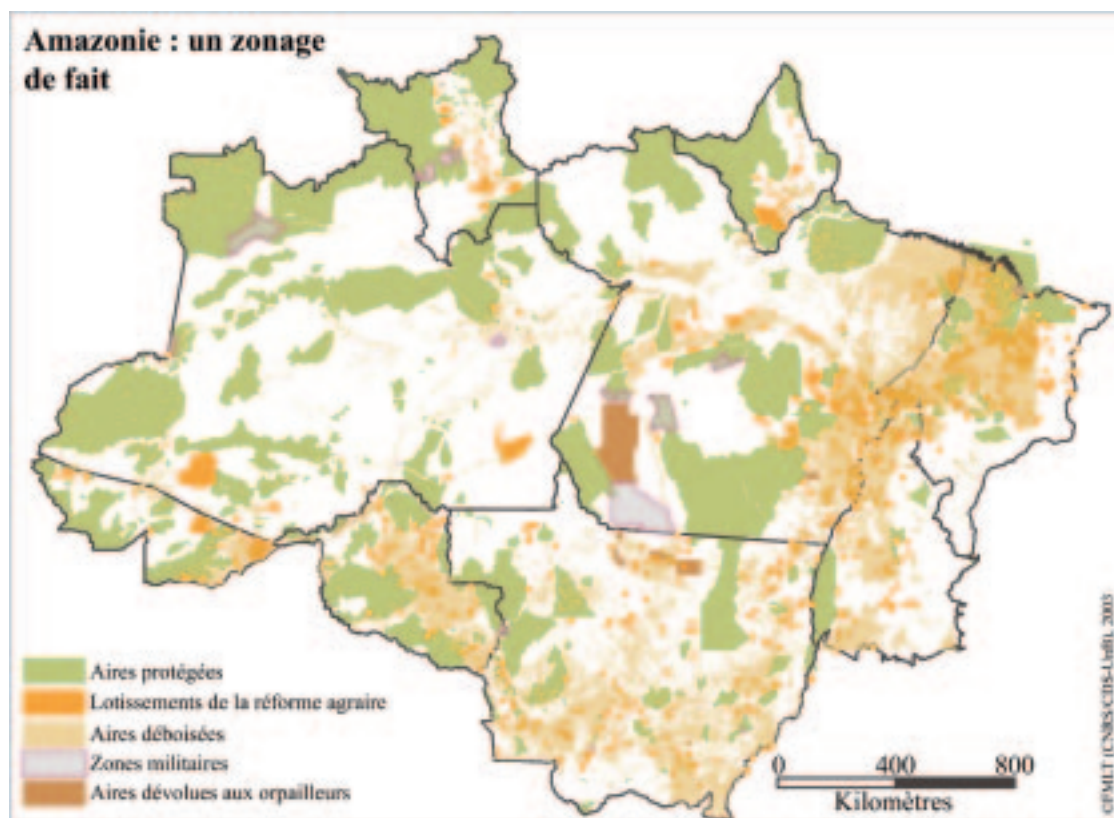 Amazonie : un zonage
de fait
Aires protégées
Lotissements de la réforme agraire
Aires déboisées
Zones militaires
Aires dévolues aux orpailleurs
0 400 800
Kilomètres
2003